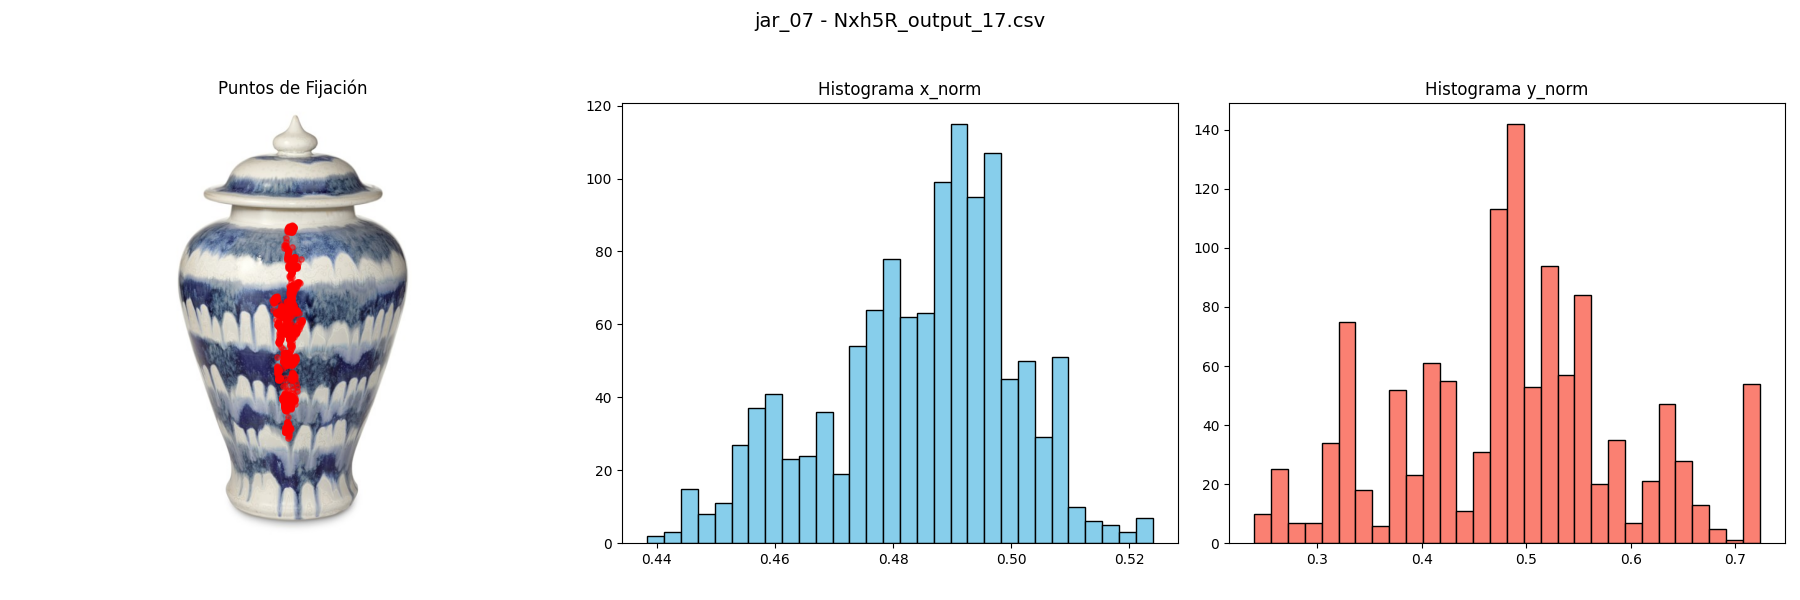 jar_07 - Nxh5R_output_17.csv
Puntos de Fijación
Histograma x_norm
120
100
80
60
40
20
0
0.44 0.46 0.48 0.50 0.52
Histograma y_norm
140
120
100
80
60
40
20
0
0.3 0.4 0.5 0.6 0.7